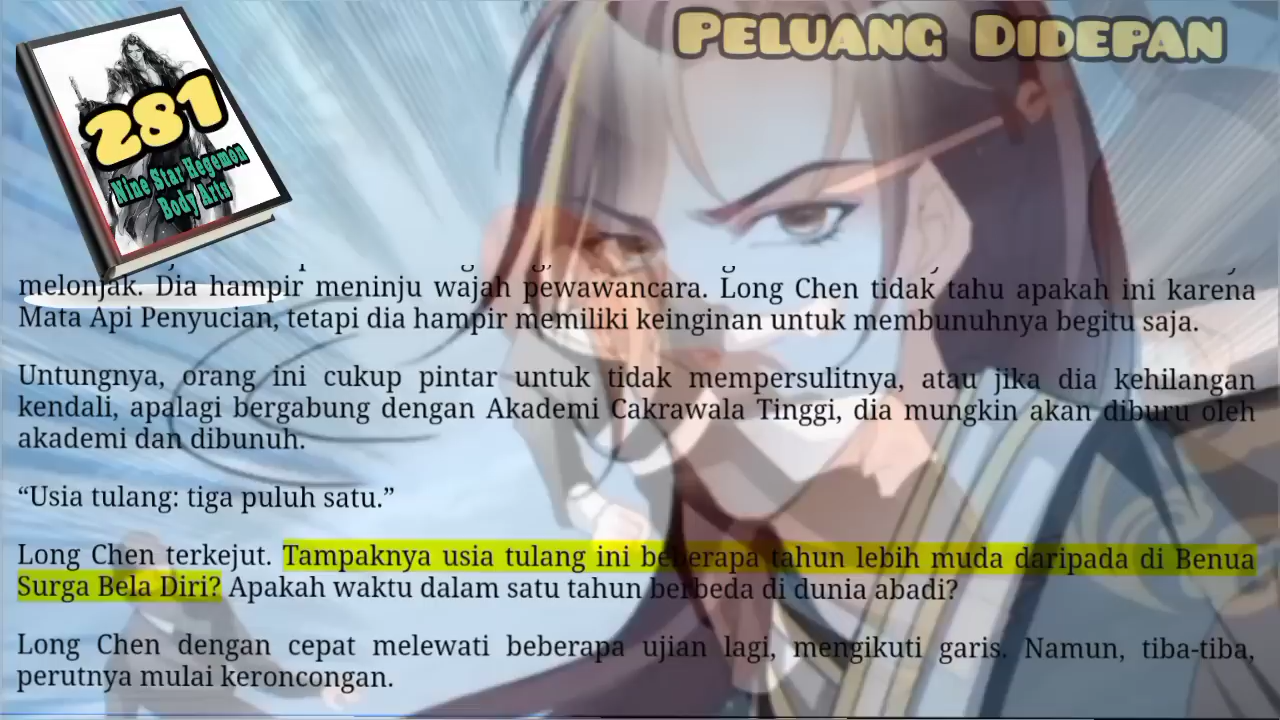 PELUANG DIDEPAN
281
Nine Star Hegemon
Body Arts
melonjak. Dia hampir meninju wajah pewawancara. Long Chen tidak tahu apakah ini karena
Mata Api Penyucian, tetapi dia hampir memiliki keinginan untuk membunuhnya begitu saja.
Untungnya, orang ini cukup pintar untuk tidak mempersulitnya, atau jika dia kehilangan
kendali, apalagi bergabung dengan Akademi Cakrawala Tinggi, dia mungkin akan diburu oleh
akademi dan dibunuh.
“Usia tulang: tiga puluh satu.”
Long Chen terkejut. Tampaknya usia tulang ini beberapa tahun lebih muda daripada di Benua
Surga Bela Diri? Apakah waktu dalam satu tahun berbeda di dunia abadi?
Long Chen dengan cepat melewati beberapa ujian lagi, mengikuti garis. Namun, tiba-tiba,
perutnya mulai keroncongan.